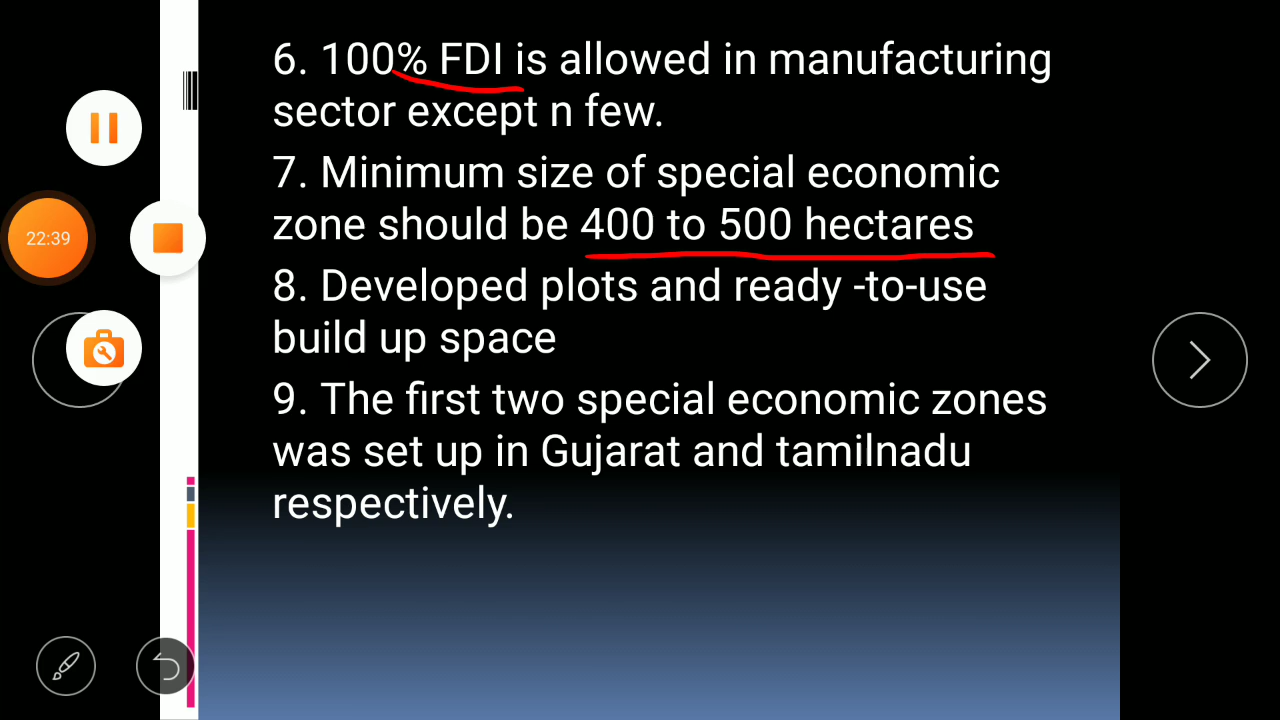 6. 100% FDI is allowed in manufacturing
sector except n few.
7. Minimum size of special economic
zone should be 400 to 500 hectares
8. Developed plots and ready -to-use
build up space
9. The first two special economic zones
was set up in Gujarat and tamilnadu
respectively.
22:39